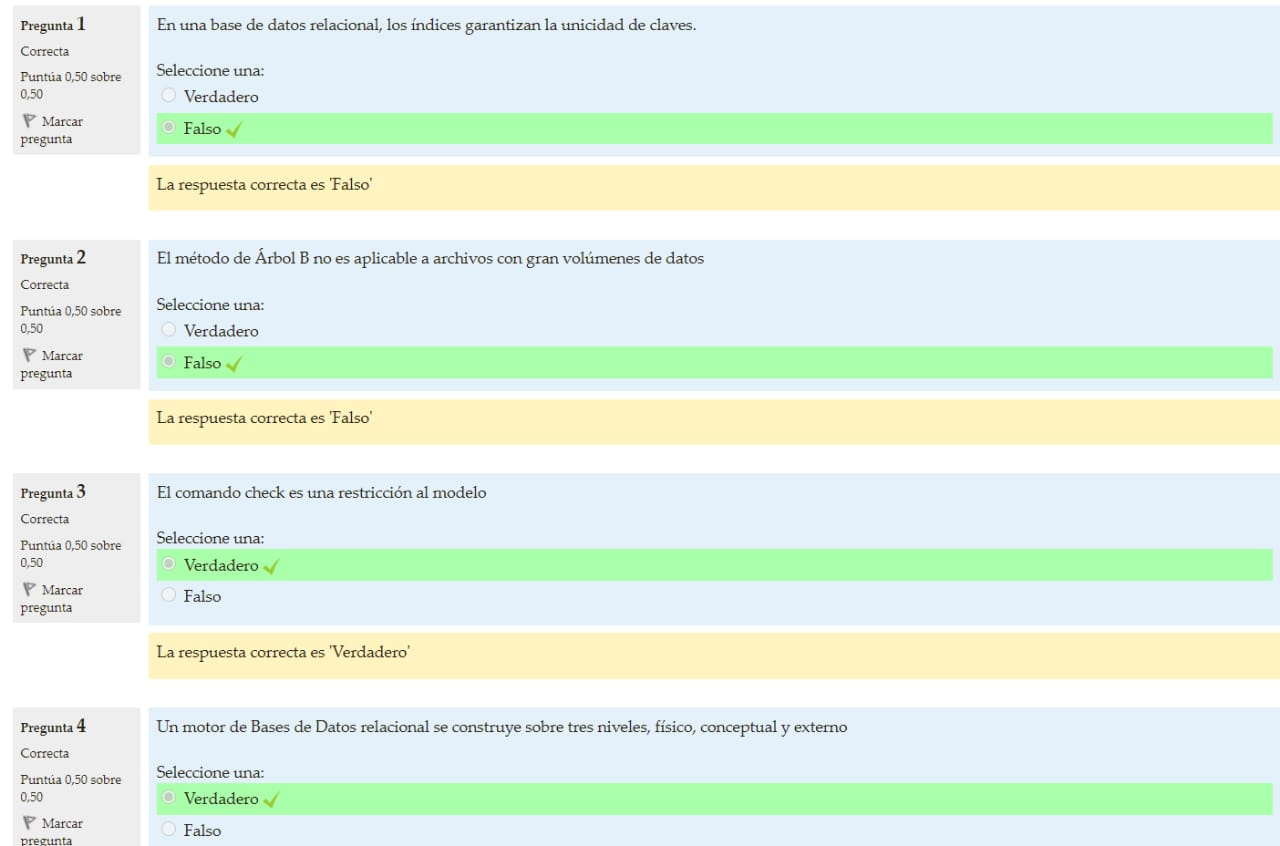 Pregunta 1
Correcta
Puntúa 0,50 sobre
0,50
Marcar
pregunta
En una base de datos relacional, los índices garantizan la unicidad de claves.
Seleccione una:
Verdadero
Falso
La respuesta correcta es 'Falso'
Pregunta 2
Correcta
Puntúa 0,50 sobre
0,50
Marcar
pregunta
El método de Árbol B no es aplicable a archivos con gran volúmenes de datos
Seleccione una:
Verdadero
Falso
La respuesta correcta es 'Falso'
Pregunta 3
Correcta
Puntúa 0,50 sobre
0,50
Marcar
pregunta
El comando check es una restricción al modelo
Seleccione una:
Verdadero
Falso
La respuesta correcta es 'Verdadero'
Pregunta 4
Correcta
Puntúa 0,50 sobre
0,50
Marcar
pregunta
Un motor de Bases de Datos relacional se construye sobre tres niveles, físico, conceptual y externo
Seleccione una:
Verdadero
Falso